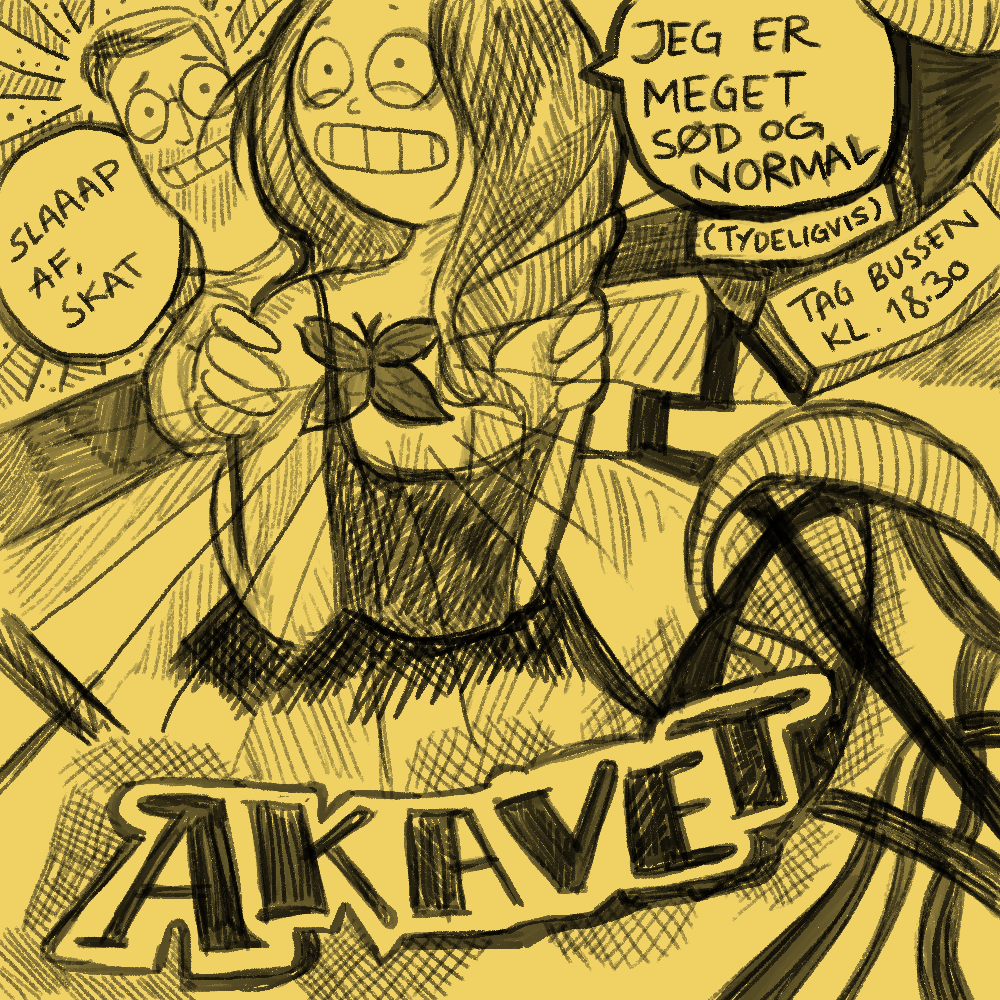 JEG ER
MEGET
SØD OG
NORMAL
(TYDELIGVIS)
SLAAAP
AF,
SKAT
TAG BUSSEN
KL. 18.30
AKAVET